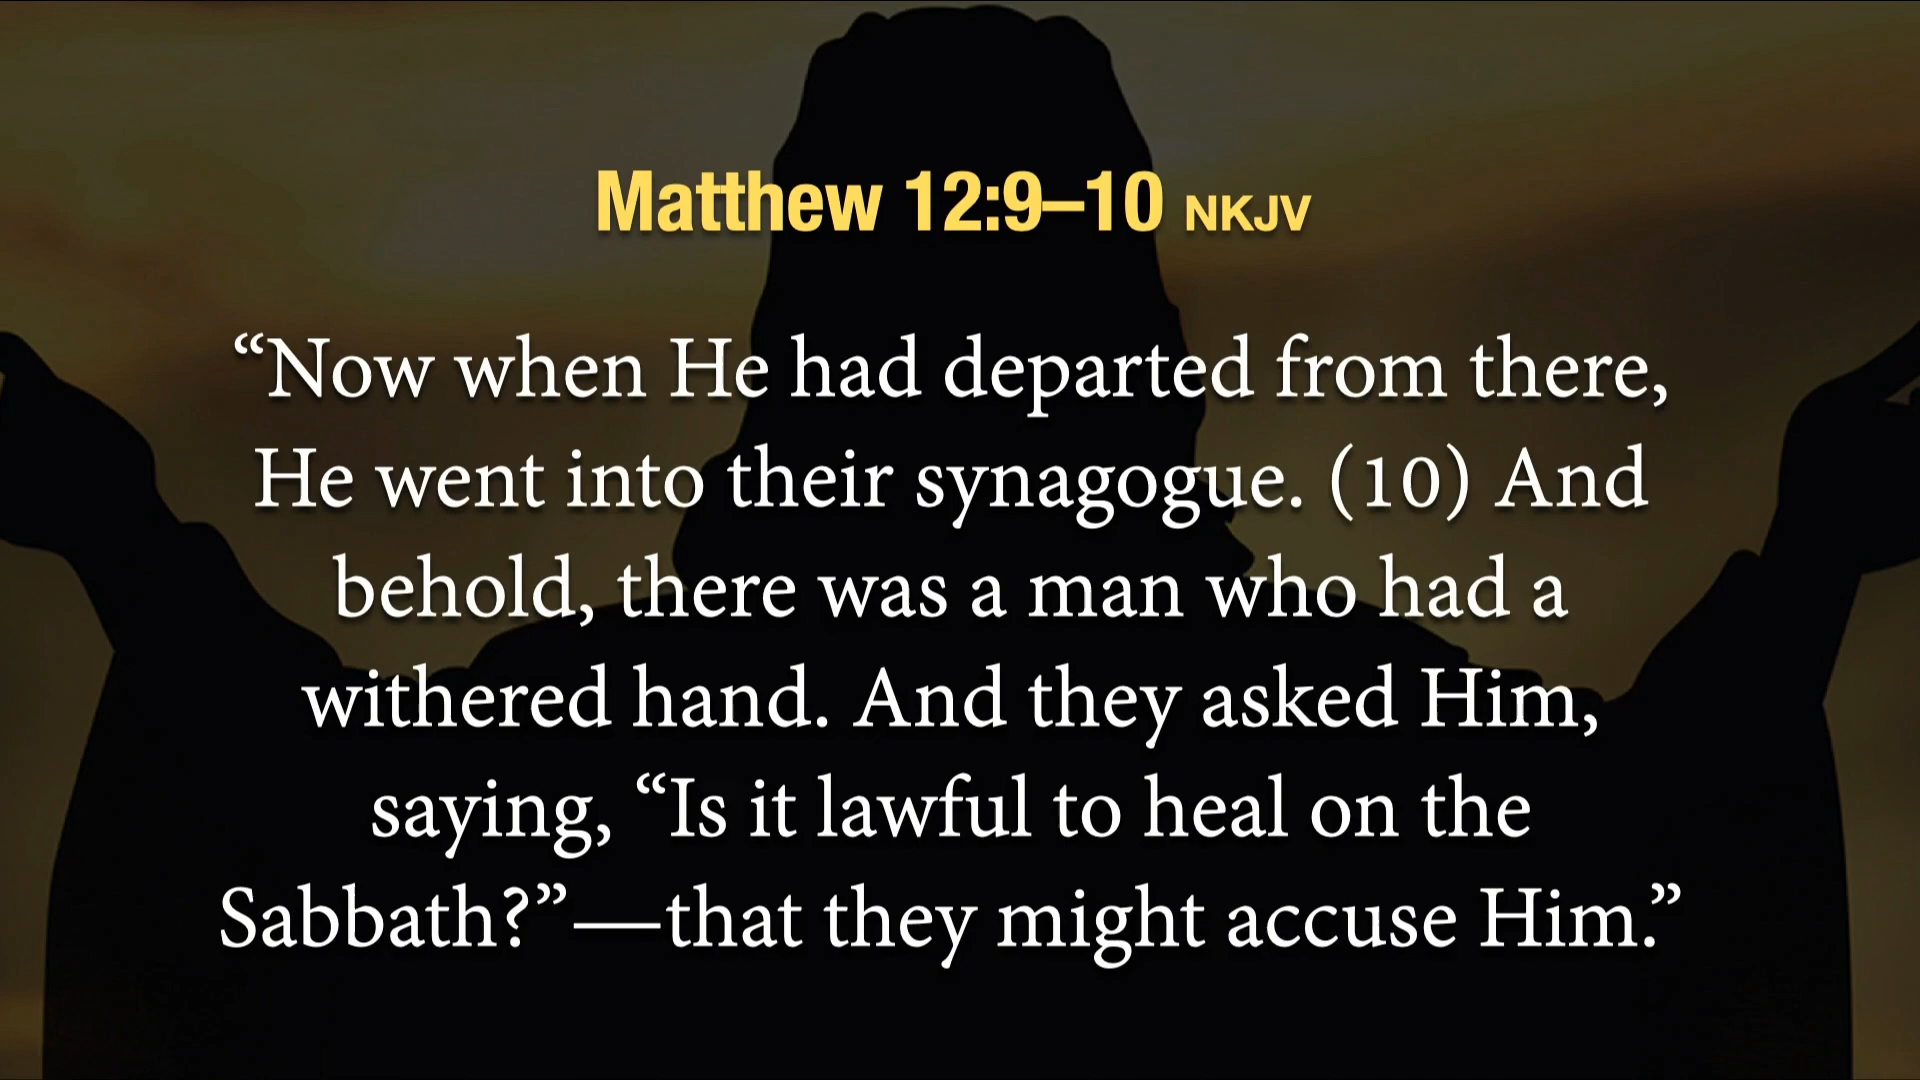 Matthew 12:9–10 NKJV
“Now when He had departed from there,
He went into their synagogue. (10) And
behold, there was a man who had a
withered hand. And they asked Him,
saying, “Is it lawful to heal on the
Sabbath?”—that they might accuse Him.”